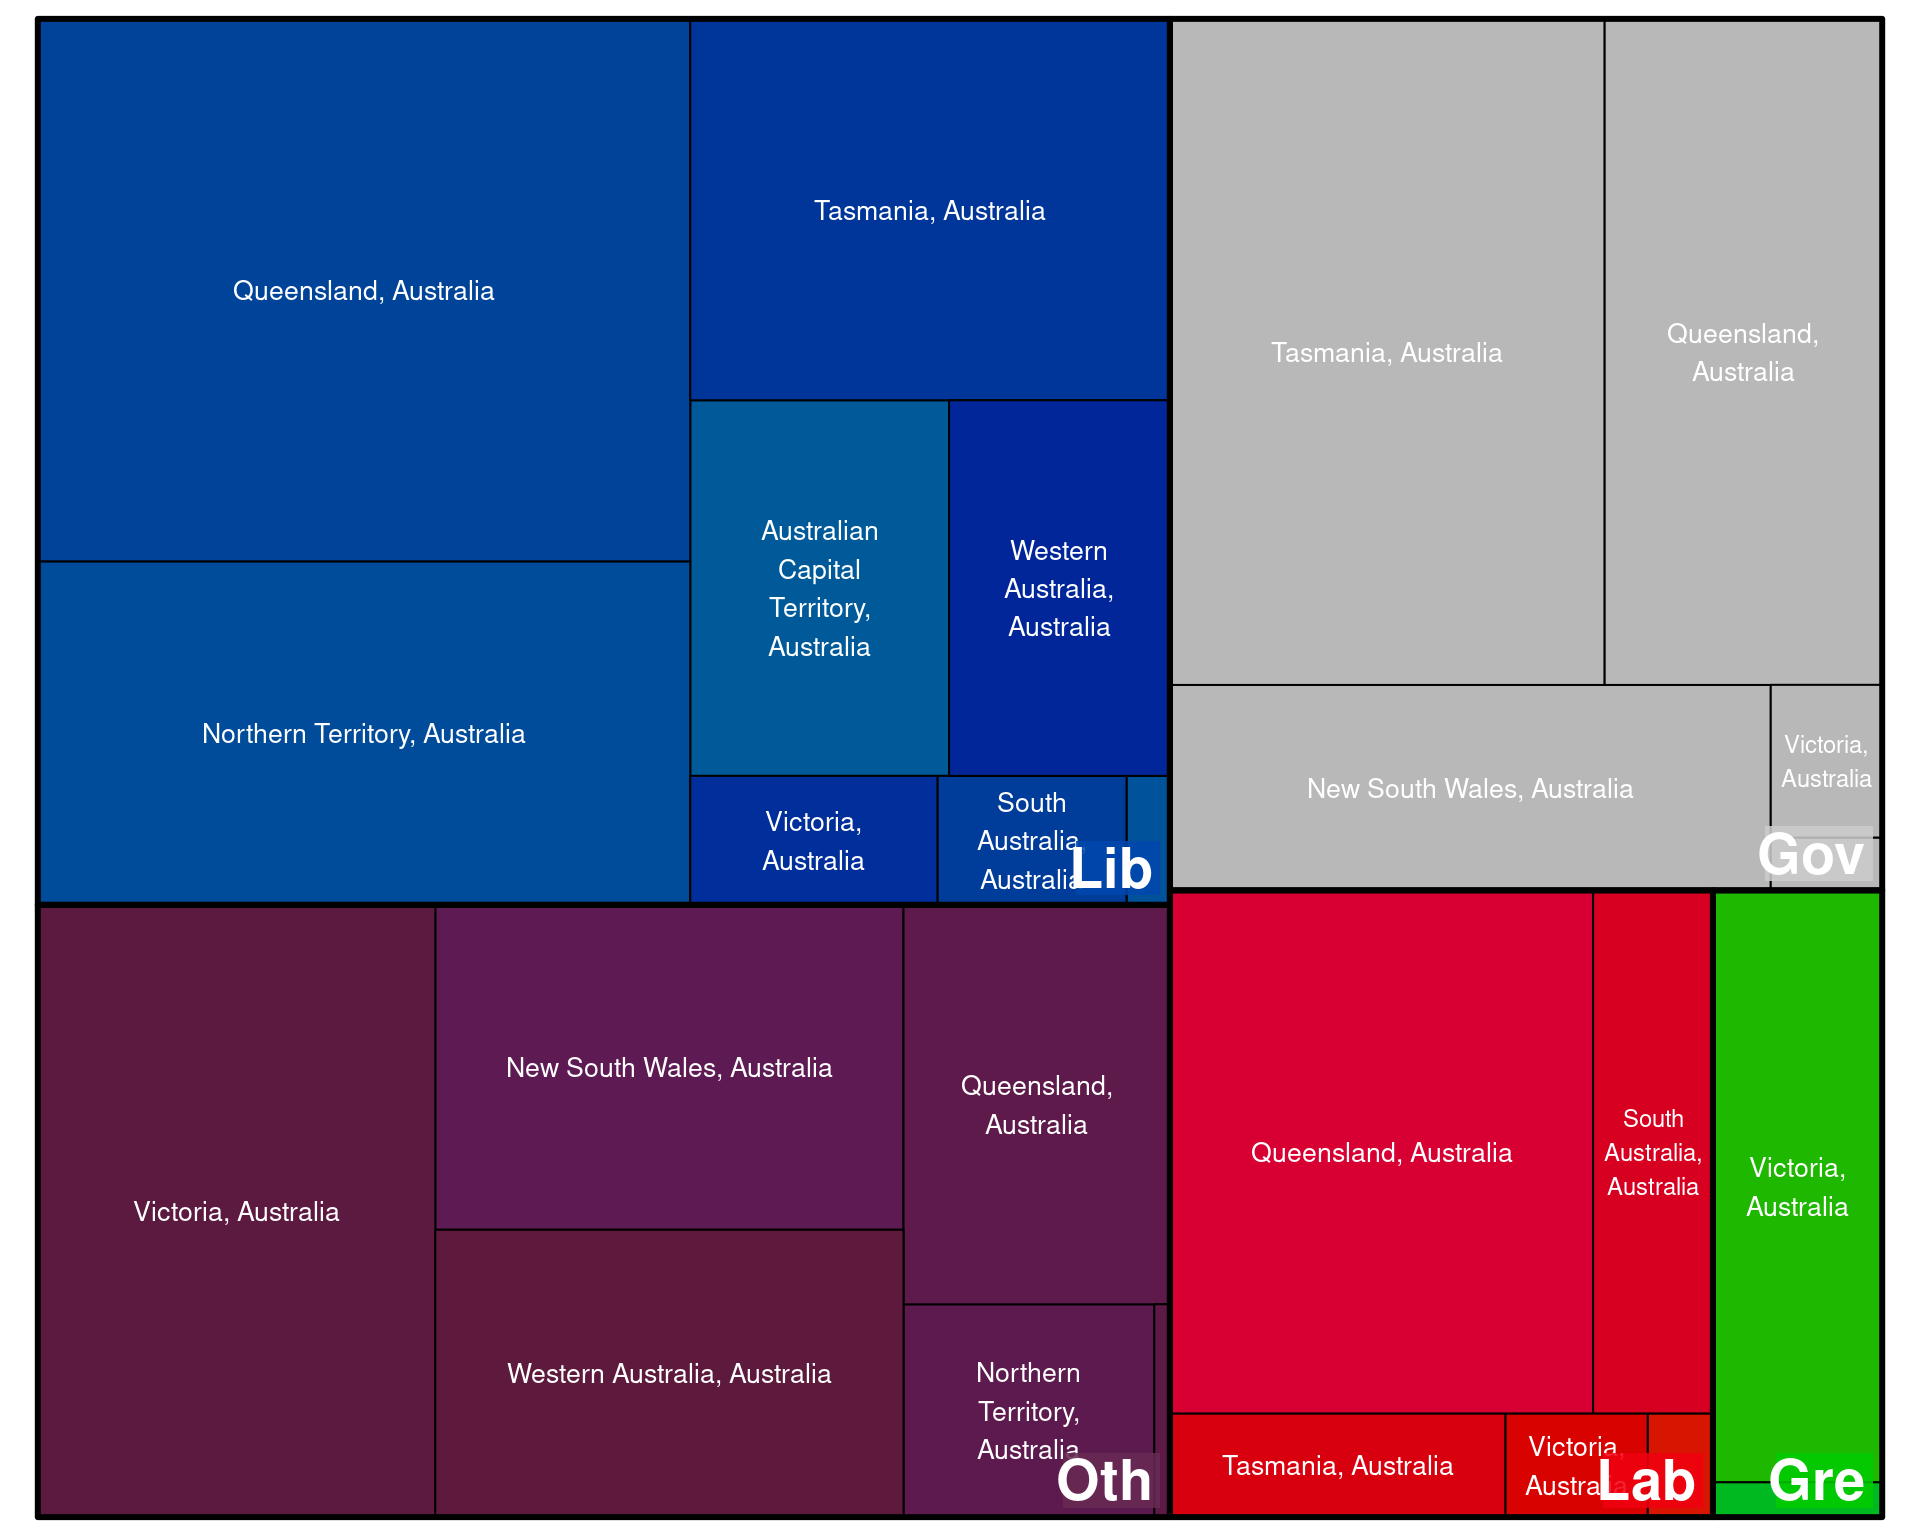 Queensland, Australia
Northern Territory, Australia
Tasmania, Australia
Australian
Capital
Territory,
Australia
Western
Australia,
Australia
Victoria,
Australia
South
Australia,
Australia
Lib
Tasmania, Australia
Queensland,
Australia
New South Wales, Australia
Victoria,
Australia
Gov
Victoria, Australia
New South Wales, Australia
Western Australia, Australia
Queensland,
Australia
Northern
Territory,
Australia
Oth
Queensland, Australia
South
Australia,
Australia
Tasmania, Australia
Victoria,
Australia
Lab
Victoria,
Australia
Gre